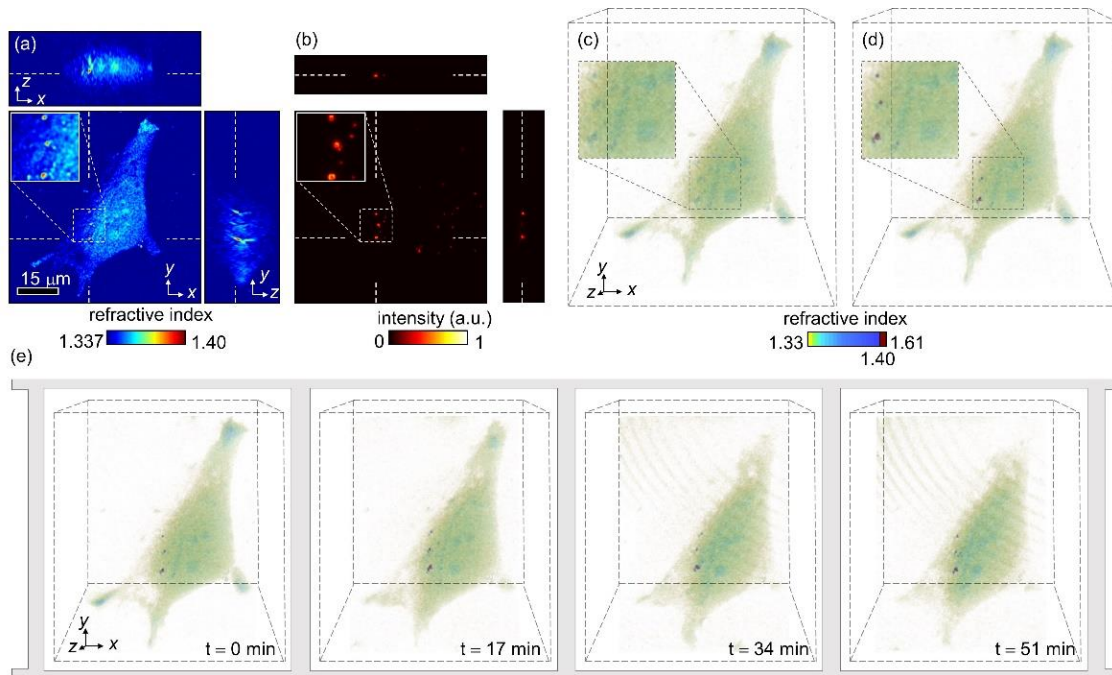 (a)
z
x
15 μm
y
x
y
z
refractive index
1.337
1.40
(b)
intensity (a.u.)
0
1
(c)
y
z
x
(d)
refractive index
1.33
1.61
1.40
(e)
y
z
x
t = 0 min
t = 17 min
t = 34 min
t = 51 min